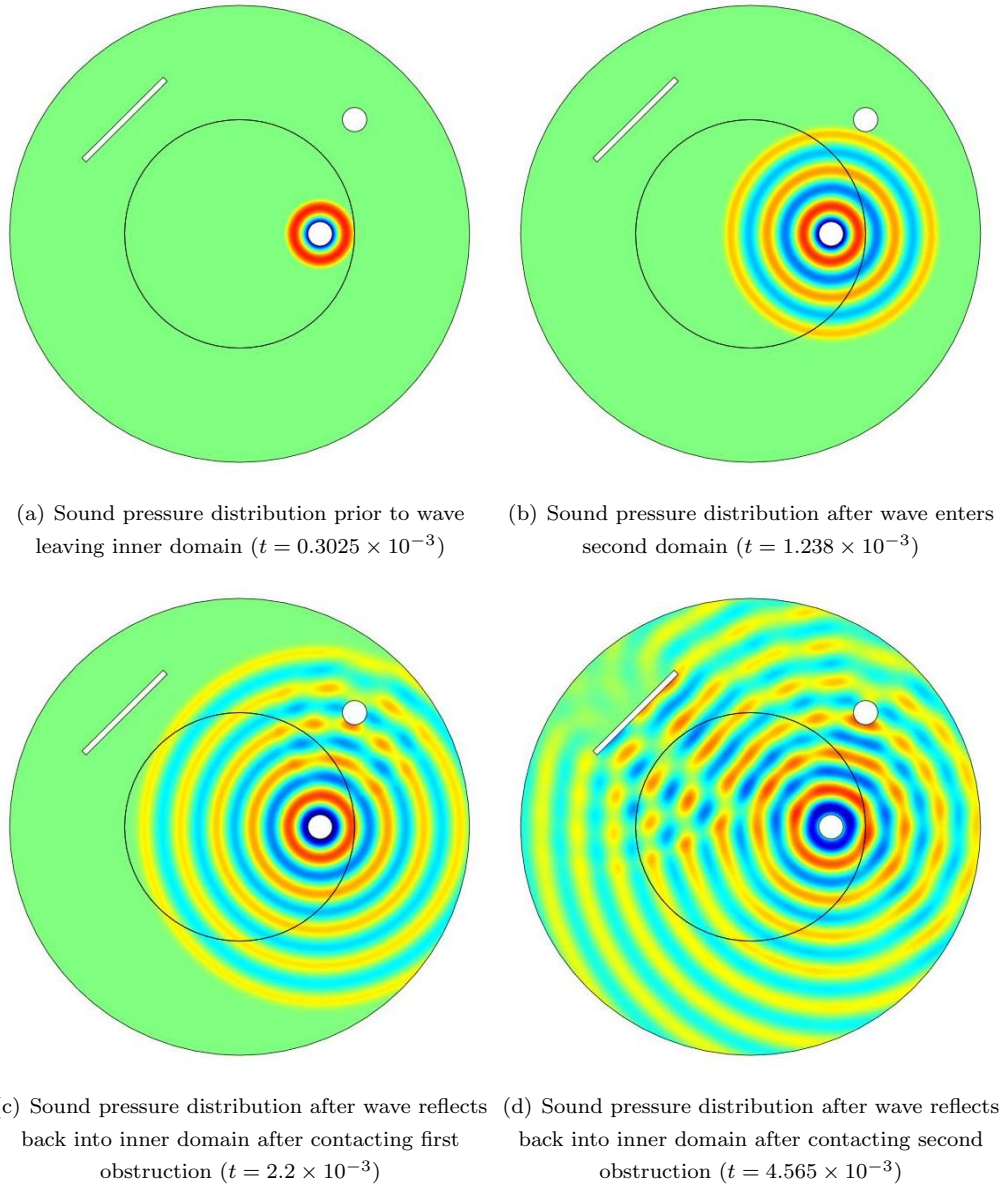 (a) Sound pressure distribution prior to wave
leaving inner domain (t = 0.3025 × 10⁻³)
(b) Sound pressure distribution after wave enters
second domain (t = 1.238 × 10⁻³)
c) Sound pressure distribution after wave reflects
back into inner domain after contacting first
obstruction (t = 2.2 × 10⁻³)
(d) Sound pressure distribution after wave reflects
back into inner domain after contacting second
obstruction (t = 4.565 × 10⁻³)